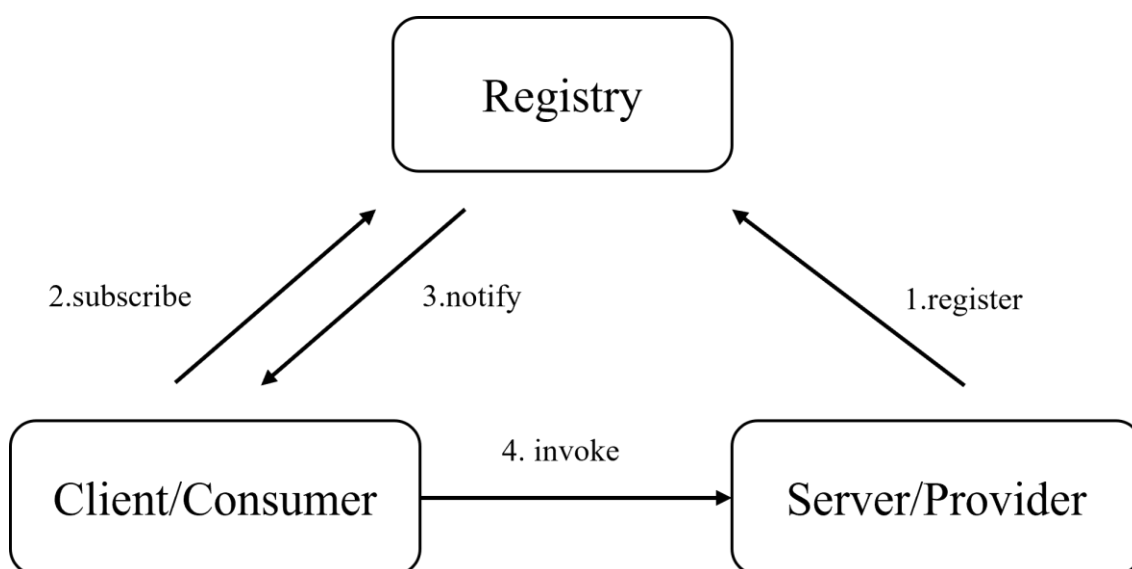 Registry
2.subscribe
3.notify
1.register
4. invoke
Client/Consumer
Server/Provider